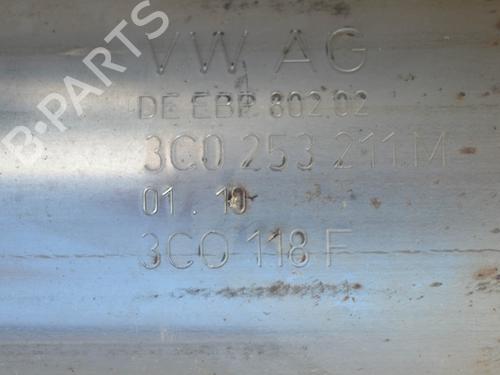 VW AG
DE EBP. 802 02
3C0 253 211.M
01.10
3C0 118 F
B-PARTS